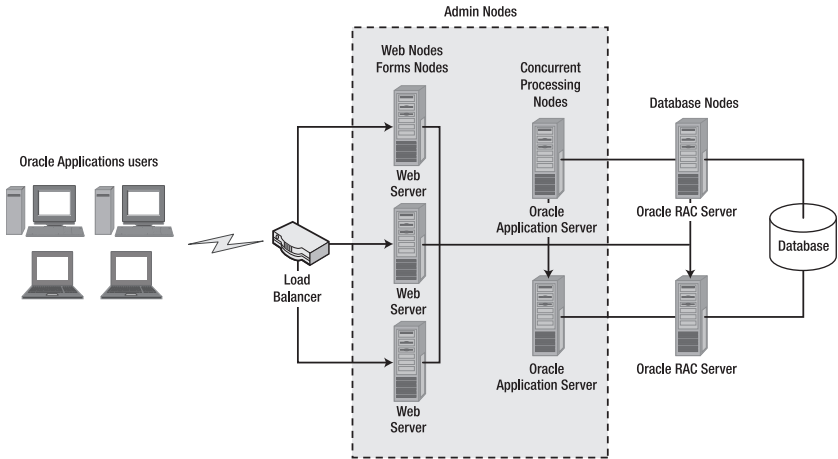 Admin Nodes
Web Nodes
Forms Nodes
Concurrent
Processing
Nodes
Database Nodes
Oracle Applications users
Web
Server
Oracle
Application Server
Oracle RAC Server
Load
Balancer
Web
Server
Database
Web
Server
Oracle
Application Server
Oracle RAC Server